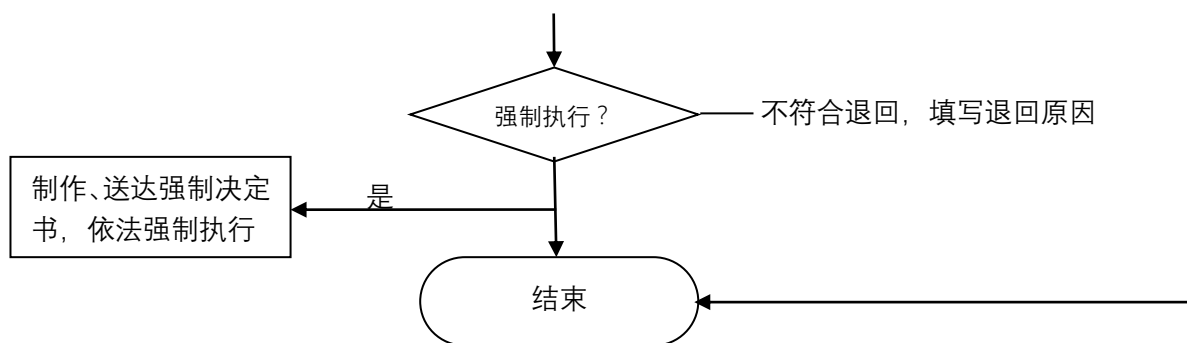 强制执行?
不符合退回,填写退回原因
制作、送达强制决定
书,依法强制执行
是
结束